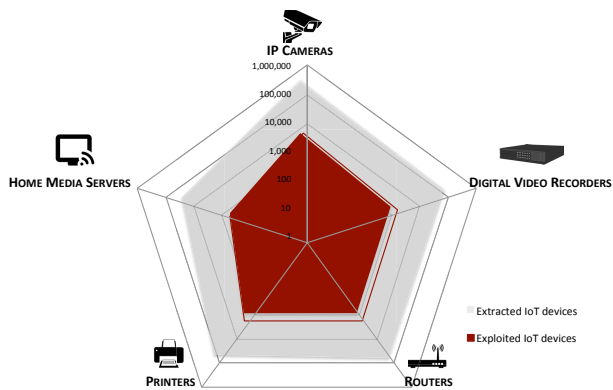 IP CAMERAS
1,000,000
100,000
10,000
1,000
100
10
1
HOME MEDIA SERVERS
DIGITAL VIDEO RECORDERS
Extracted IoT devices
Exploited IoT devices
PRINTERS
ROUTERS